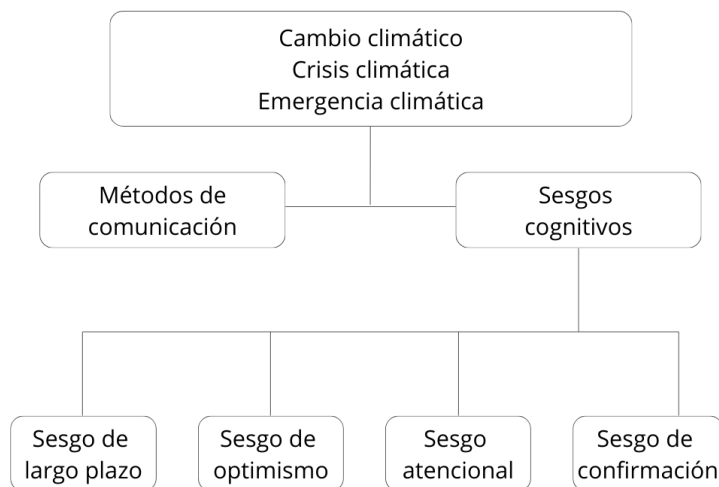 Cambio climático
Crisis climática
Emergencia climática
Métodos de
comunicación
Sesgos
cognitivos
Sesgo de
largo plazo
Sesgo de
optimismo
Sesgo
atencional
Sesgo de
confirmación